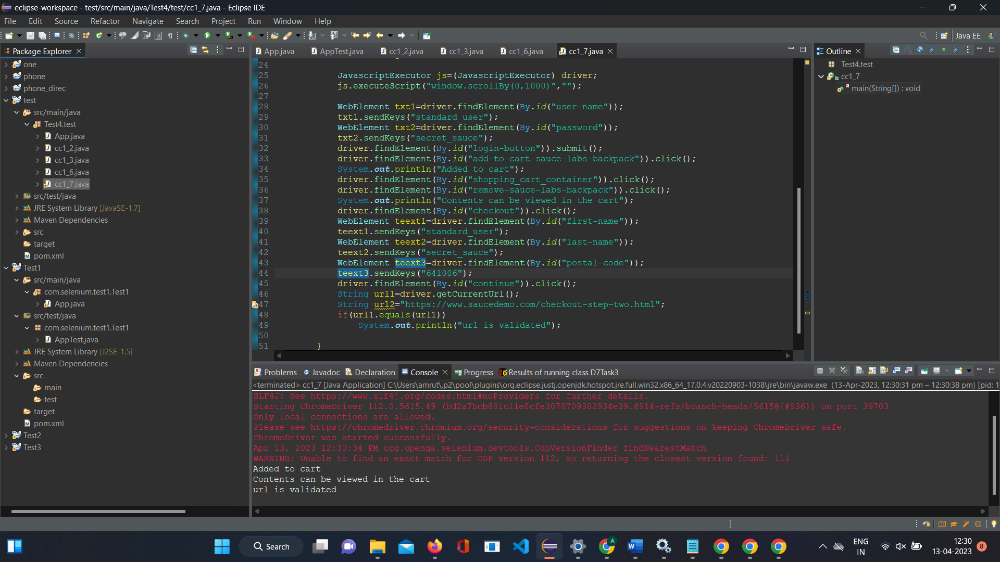 eclipse-workspace - test/src/main/java/Test4/test/cc1_7.java - Eclipse IDE
File Edit Source Refactor Navigate Search Project Run Window Help
Java EE
Package Explorer
one
phone
phone_direc
test
src/main/java
Test4.test
App.java
cc1_2.java
cc1_3.java
cc1_6.java
cc1_7.java
src/test/java
JRE System Library [JavaSE-1.7]
Maven Dependencies
src
target
pom.xml
Test1
src/main/java
com.selenium.test1.Test1
App.java
src/test/java
com.selenium.test1.Test1
AppTest.java
JRE System Library [J2SE-1.5]
Maven Dependencies
src
main
test
target
pom.xml
Test2
Test3
App.java AppTest.java cc1_2.java cc1_3.java cc1_6.java cc1_7.java
24
25 JavascriptExecutor js=(JavascriptExecutor) driver;
26 js.executeScript("window.scrollBy(0,1000)","");
27
28 WebElement txt1=driver.findElement(By.id("user-name"));
29 txt1.sendKeys("standard_user");
30 WebElement txt2=driver.findElement(By.id("password"));
31 txt2.sendKeys("secret_sauce");
32 driver.findElement(By.id("login-button")).submit();
33 driver.findElement(By.id("add-to-cart-sauce-labs-backpack")).click();
34 System.out.println("Added to cart");
35 driver.findElement(By.id("shopping_cart_container")).click();
36 driver.findElement(By.id("remove-sauce-labs-backpack")).click();
37 System.out.println("Contents can be viewed in the cart");
38 driver.findElement(By.id("checkout")).click();
39 WebElement teext1=driver.findElement(By.id("first-name"));
40 teext1.sendKeys("standard_user");
41 WebElement teext2=driver.findElement(By.id("last-name"));
42 teext2.sendKeys("secret_sauce");
43 WebElement teext3=driver.findElement(By.id("postal-code"));
44 teext3.sendKeys("641006");
45 driver.findElement(By.id("continue")).click();
46 String url1=driver.getCurrentUrl();
47 String url2="https://www.saucedemo.com/checkout-step-two.html";
48 if(url1.equals(url1))
49 System.out.println("url is validated");
50
51 }
Outline
Test4.test
cc1_7
main(String[]) : void
Problems Javadoc Declaration Console Progress Results of running class D7Task3
<terminated> cc1_7 [Java Application] C:\Users\amrut\.p2\pool\plugins\org.eclipse.justj.openjdk.hotspot.jre.full.win32.x86_64_17.0.4.v20220903-1038\jre\bin\javaw.exe (13-Apr-2023, 12:30:31 pm – 12:30:38 pm) [pid: 1
SLF4J: See https://www.slf4j.org/codes.html#noProviders for further details.
Starting ChromeDriver 112.0.5615.49 (bd2a7bcb881c11e8cfe3078709382934e3916914-refs/branch-heads/5615@{#936}) on port 39703
Only local connections are allowed.
Please see https://chromedriver.chromium.org/security-considerations for suggestions on keeping ChromeDriver safe.
ChromeDriver was started successfully.
Apr 13, 2023 12:30:34 PM org.openqa.selenium.devtools.CdpVersionFinder findNearestMatch
WARNING: Unable to find an exact match for CDP version 112, so returning the closest version found: 111
Added to cart
Contents can be viewed in the cart
url is validated
Search
ENG
IN
12:30
13-04-2023
8